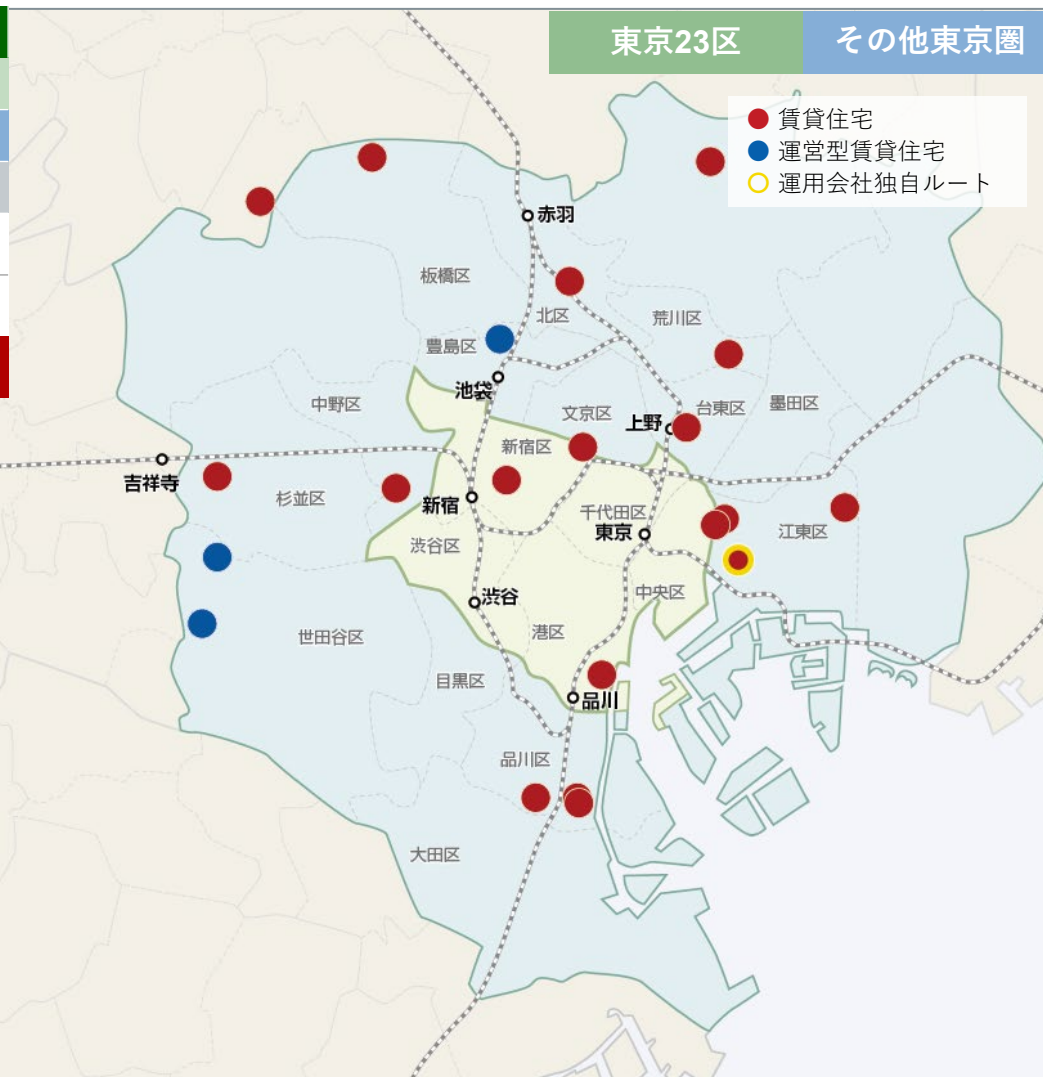 東京23区
その他東京圏
賃貸住宅
運営型賃貸住宅
運用会社独自ルート
赤羽
板橋区
北区
荒川区
豊島区
池袋
中野区
文京区
上野
台東区
墨田区
新宿区
吉祥寺
杉並区
新宿
千代田区
東京
江東区
渋谷区
渋谷
中央区
世田谷区
港区
目黒区
品川
品川区
大田区